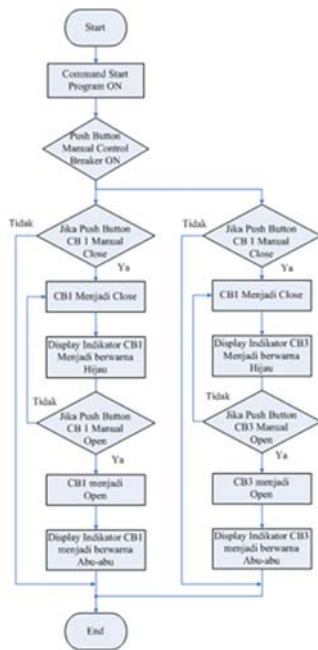 Start
Command Start
Program ON
Push Button
Manual Control
Breaker ON
Tidak
Jika Push Button
CB 1 Manual
Close
Ya
CB1 Menjadi Close
Display Indikator CB1
Menjadi berwarna
Hijau
Tidak
Jika Push Button
CB 1 Manual
Open
Ya
CB1 menjadi
Open
Display Indikator CB1
menjadi berwarna
Abu-abu
Tidak
Jika Push Button
CB 1 Manual
Close
Ya
CB1 Menjadi Close
Display Indikator CB3
Menjadi berwarna
Hijau
Tidak
Jika Push Button
CB3 Manual
Open
Ya
CB3 menjadi
Open
Display Indikator CB3
menjadi berwarna
Abu-abu
End